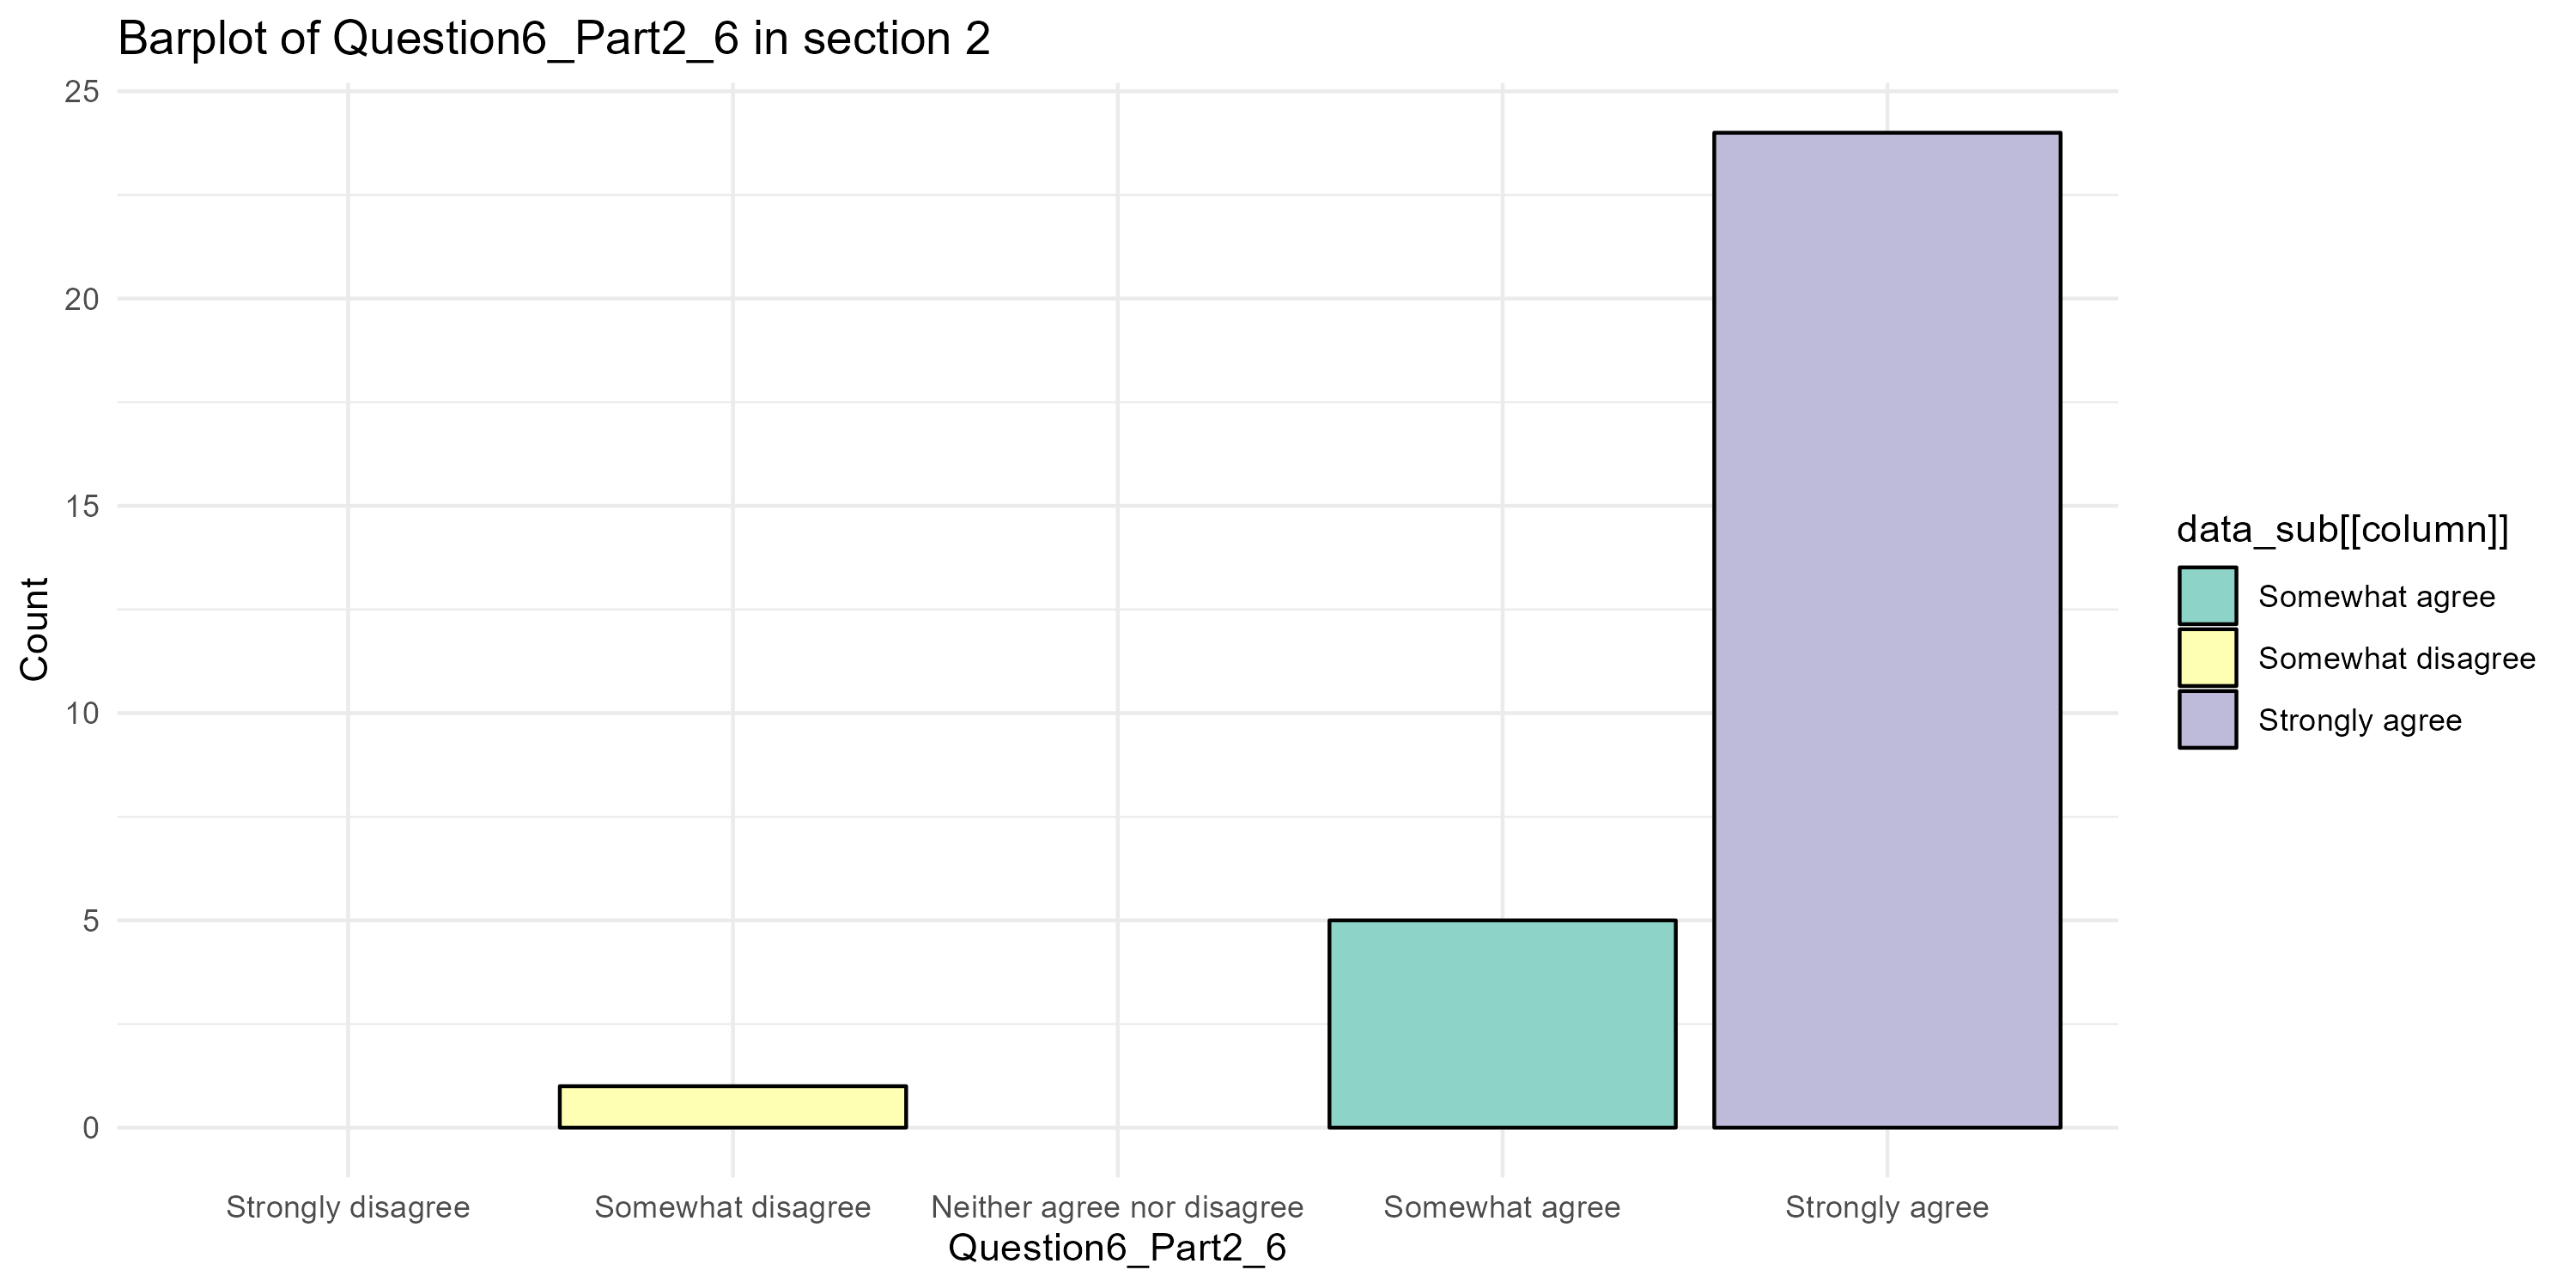 Barplot of Question6_Part2_6 in section 2
25
20
15
10
5
0
Count
Strongly disagree
Somewhat disagree
Neither agree nor disagree
Somewhat agree
Strongly agree
Question6_Part2_6
data_sub[[column]]
Somewhat agree
Somewhat disagree
Strongly agree